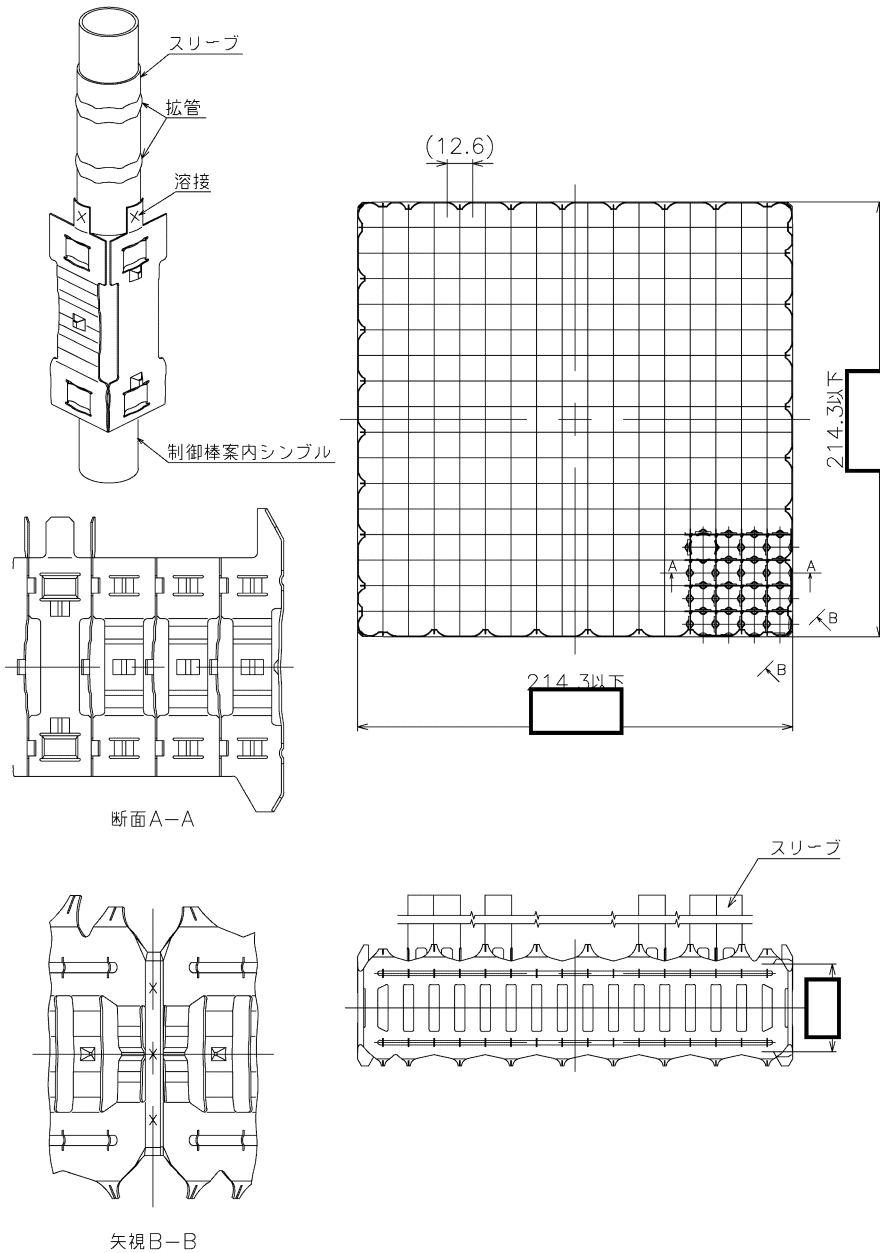 スリーブ
拡管
溶接
制御棒案内シンブル
(12.6)
214.3以下
A
A
B
B
214.3以下
断面A−A
スリーブ
矢視B−B